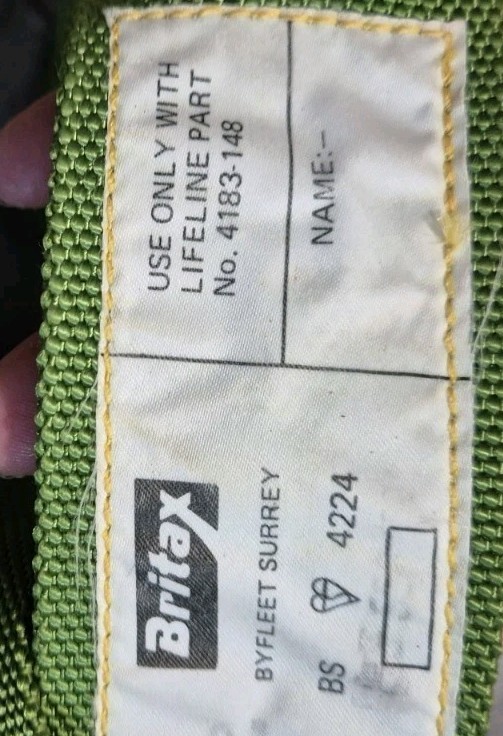 Britax
BYFLEET SURREY
BS 4224
USE ONLY WITH
LIFELINE PART
No. 4183-148
NAME:-